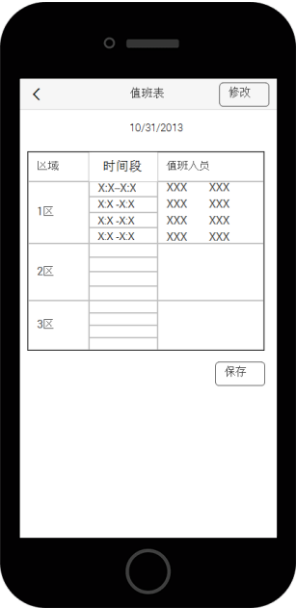 值班表 修改
10/31/2013
区域 时间段 值班人员
X:X--X:X XXX XXX
X:X -X:X XXX XXX
1区
X:X -X:X XXX XXX
X:X -X:X XXX XXX
2区
3区
保存